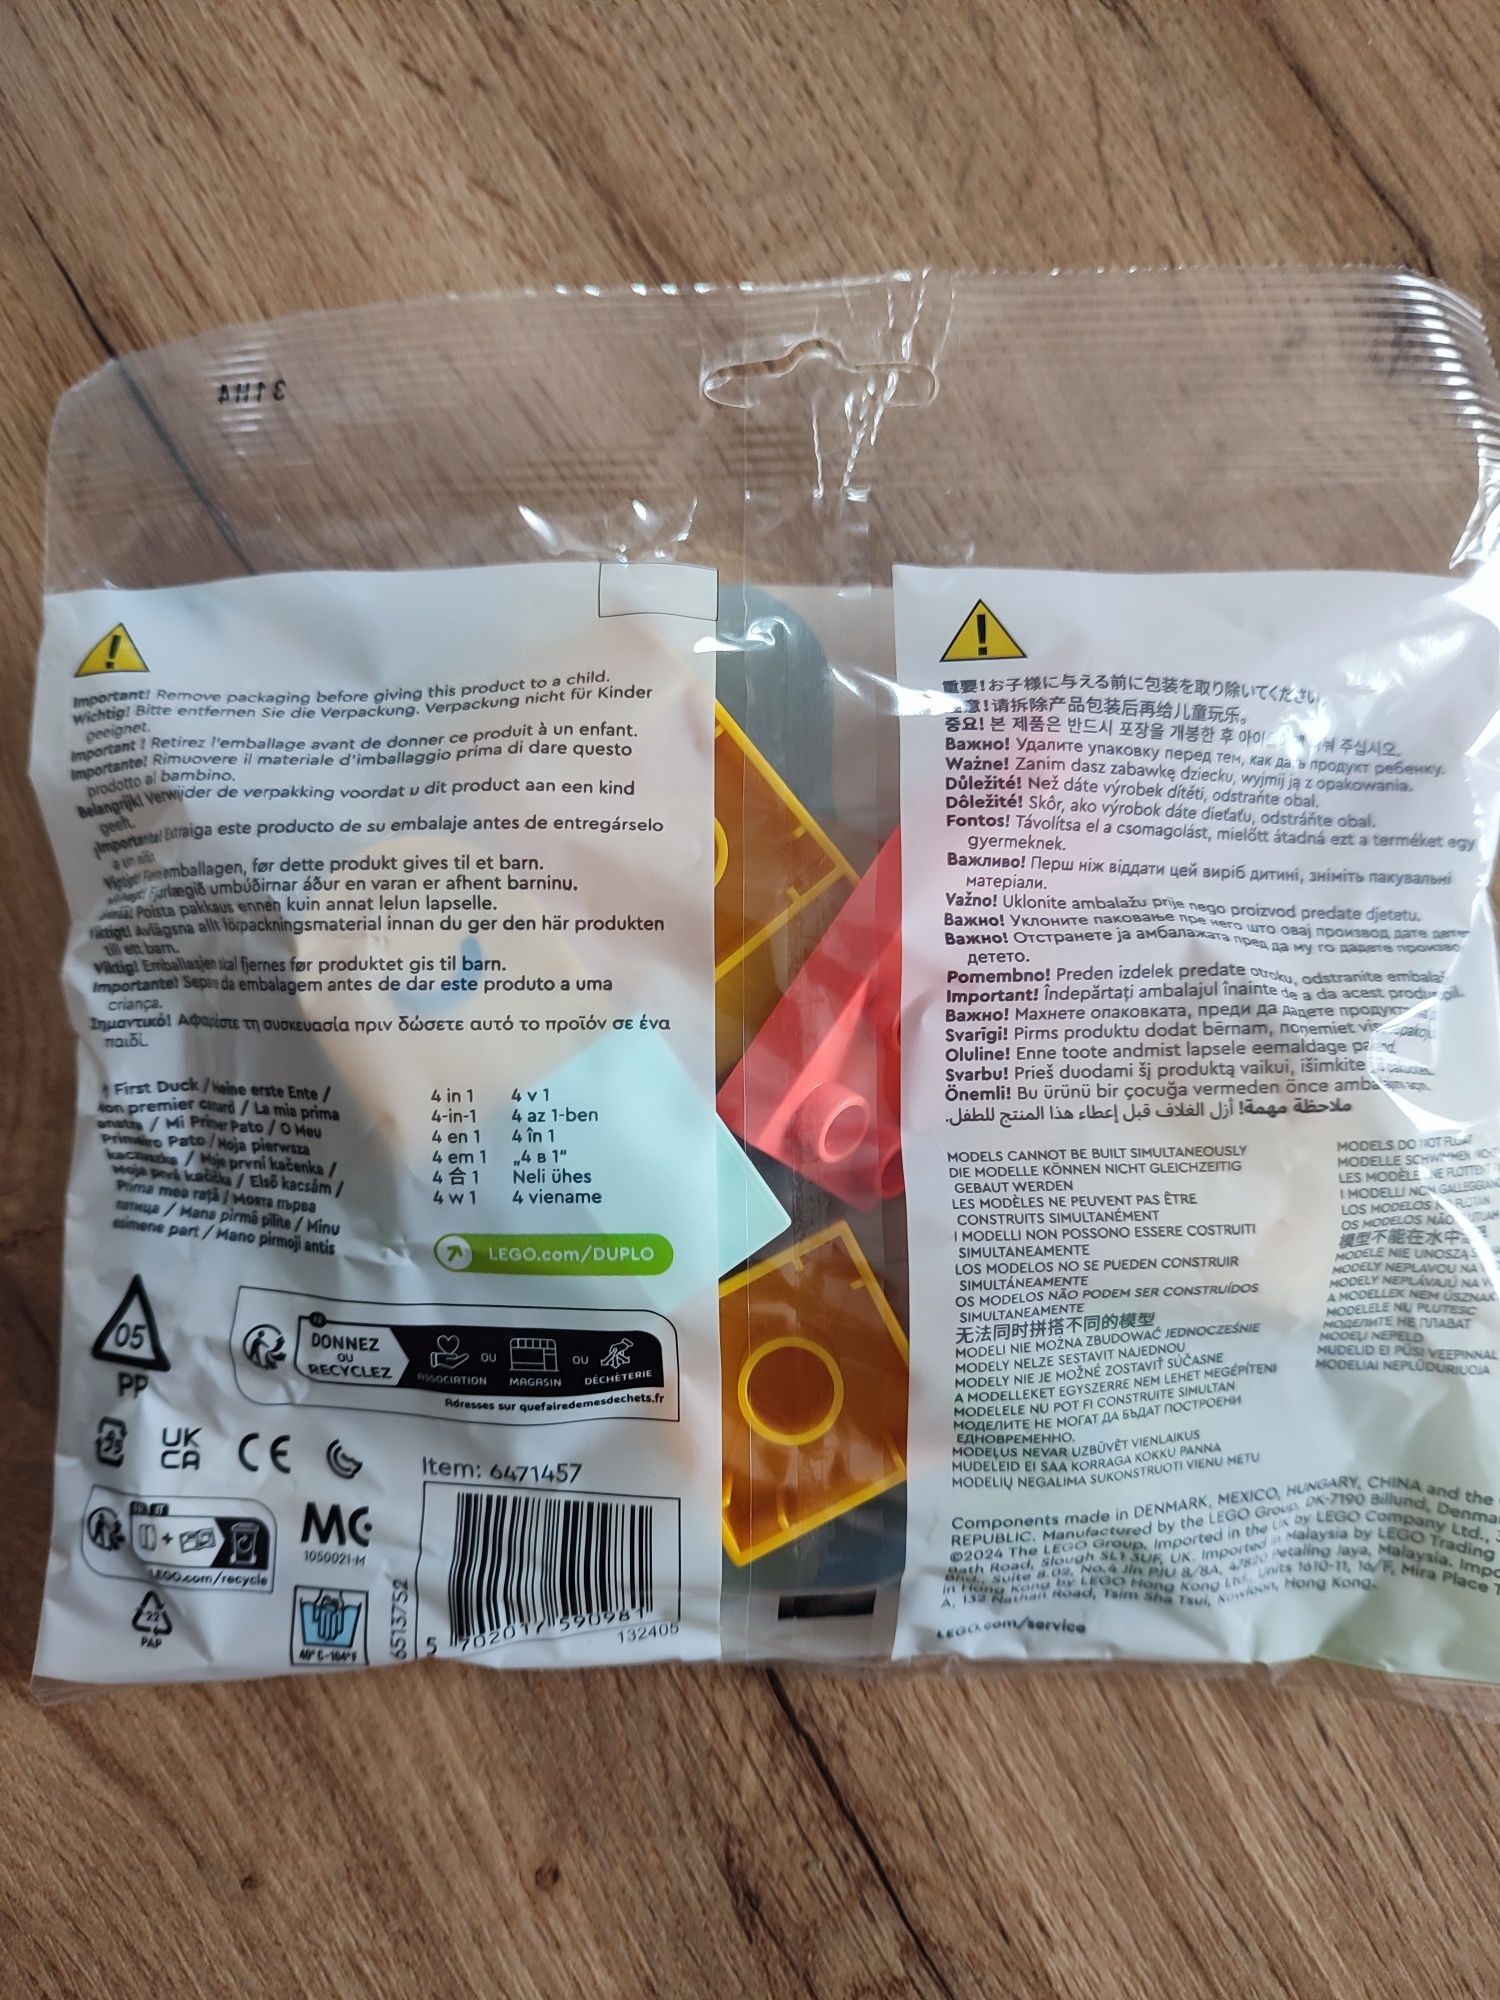 31H4
Important! Remove packaging before giving this product to a child.
Wichtig! Bitte entfernen Sie die Verpackung. Verpackung nicht für Kinder
geeignet.
Important ! Retirez l'emballage avant de donner ce produit à un enfant.
Importante! Rimuovere il materiale d'imballaggio prima di dare questo
prodotto al bambino.
Belangrijk! Verwijder de verpakking voordat u dit product aan een kind
geeft.
¡Importante! Extraiga este producto de su embalaje antes de entregárselo
a un niño.
emballagen, før dette produkt gives til et barn.
Fjarlægið umbúðirnar áður en varan er afhent barninu.
Poista pakkaus ennen kuin annat lelun lapselle.
Viktigt! Avlägsna allt förpackningsmaterial innan du ger den här produkten
till ett barn.
Viktig! Emballasjen skal fjernes før produktet gis til barn.
Importante! Separe da embalagem antes de dar este produto a uma
criança.
Σημαντικό! Αφαιρέστε τη συσκευασία πριν δώσετε αυτό το προϊόν σε ένα
παιδί.
First Duck / Meine erste Ente /
Mon premier canard / La mia prima
anatra / Mi Primer Pato / O Meu
Primeiro Pato / Moja pierwsza
kaczuszka / Moje první kačenka /
Moja prvá kačička / Első kacsám /
Prima mea rață / Моята първа
патица / Mana pirmā pīlīte / Minu
esimene part / Mano pirmoji antis
4 in 1 4 v 1
4-in-1 4 az 1-ben
4 en 1 4 în 1
4 em 1 „4 в 1“
4 合 1 Neli ühes
4 w 1 4 viename
LEGO.com/DUPLO
05
PP
FR
DONNEZ
OU
RECYCLEZ
ASSOCIATION OU MAGASIN OU DÉCHÈTERIE
Adresses sur quefairedemesdechets.fr
UK
CA
CE
Item: 6471457
LEGO.com/recycle
MC
1050021-M
22
PAP
40°C-104°F
6513752
5 702017 590981
132405
重要!お子様に与える前に包装を取り除いてください
意!请拆除产品包装后再给儿童玩乐。
중요! 본 제품은 반드시 포장을 개봉한 후 주십시오.
Важно! Удалите упаковку перед тем, как дать продукт ребенку.
Ważne! Zanim dasz zabawkę dziecku, wyjmij ją z opakowania.
Důležité! Než dáte výrobek dítěti, odstraňte obal.
Dôležité! Skôr, ako výrobok dáte dieťaťu, odstráňte obal.
Fontos! Távolítsa el a csomagolást, mielőtt átadná ezt a terméket egy
gyermeknek.
Важливо! Перш ніж віддати цей виріб дитині, зніміть пакувальні
матеріали.
Važno! Uklonite ambalažu prije nego proizvod predate djetetu.
Важно! Уклоните паковање пре него што овај производ дате
Важно! Отстранете ја амбалажата пред да му го дадете
детето.
Pomembno! Preden izdelek predate otroku, odstranite
Important! Îndepărtați ambalajul înainte de a da acest
Важно! Махнете опаковката, преди да дадете
Svarīgi! Pirms produktu dodat bērnam, noņemiet
Oluline! Enne toote andmist lapsele eemaldage
Svarbu! Prieš duodami šį produktą vaikui, išimkite
Önemli! Bu ürünü bir çocuğa vermeden önce
ملاحظة مهمة! أزل الغلاف قبل إعطاء هذا المنتج للطفل.
MODELS CANNOT BE BUILT SIMULTANEOUSLY
DIE MODELLE KÖNNEN NICHT GLEICHZEITIG
GEBAUT WERDEN
LES MODÈLES NE PEUVENT PAS ÊTRE
CONSTRUITS SIMULTANÉMENT
I MODELLI NON POSSONO ESSERE COSTRUITI
SIMULTANEAMENTE
LOS MODELOS NO SE PUEDEN CONSTRUIR
SIMULTÁNEAMENTE
OS MODELOS NÃO PODEM SER CONSTRUÍDOS
SIMULTANEAMENTE
无法同时拼搭不同的模型
MODELI NIE MOŻNA ZBUDOWAĆ JEDNOCZEŚNIE
MODELY NELZE SESTAVIT NAJEDNOU
MODELY NIE JE MOŽNÉ ZOSTAVIŤ SÚČASNE
A MODELLEKET EGYSZERRE NEM LEHET MEGÉPÍTENI
MODELELE NU POT FI CONSTRUITE SIMULTAN
МОДЕЛИТЕ НЕ МОГАТ ДА БЪДАТ ПОСТРОЕНИ
ЕДНОВРЕМЕННО.
MODEĻUS NEVAR UZBŪVĒT VIENLAIKUS
MUDELEID EI SAA KORRAGA KOKKU PANNA
MODELIŲ NEGALIMA SUKONSTRUOTI VIENU METU
MODELS DO NOT FLOAT
MODELLE SCHWIMMEN NICHT
LES MODÈLES NE FLOTTENT
I MODELLI NON GALLEGGIANO
LOS MODELOS NO FLOTAN
OS MODELOS NÃO
模型不能在水中
MODELE NIE UNOSZĄ
MODELY NEPLAVOU NA
MODELY NEPLÁVAJÚ NA
A MODELLEK NEM ÚSZNAK
MODELELE NU PLUTESC
МОДЕЛИТЕ НЕ ПЛАВАТ
MODEĻI NEPELD
MUDELID EI PÜSI VEEPINNAL
MODELIAI NEPLŪDURIUOJA
Components made in DENMARK, MEXICO, HUNGARY, CHINA and the
REPUBLIC. Manufactured by the LEGO Group, DK-7190 Billund,
©2024 The LEGO Group. Imported in the UK by LEGO Company Ltd.,
Bath Road, Slough SL1 3UF, UK. Imported in Malaysia by LEGO Trading
Bhd., Suite 8.02, No.4 Jln PJU 8/8A, 47820 Petaling Jaya, Malaysia.
in Hong Kong by LEGO Hong Kong Ltd., Units 1610-11, 16/F, Mira Place
A, 132 Nathan Road, Tsim Sha Tsui, Kowloon, Hong Kong.
LEGO.com/service